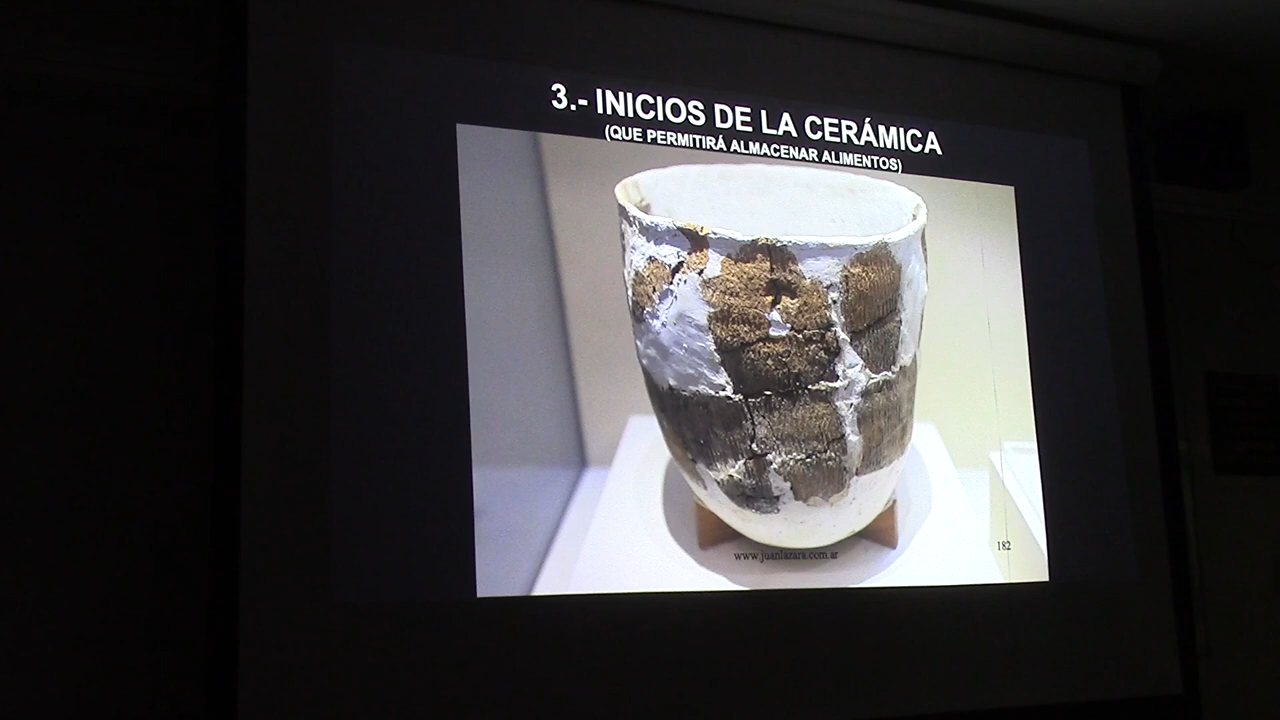 3.- INICIOS DE LA CERÁMICA
(QUE PERMITIRÁ ALMACENAR ALIMENTOS)
www.juanlazara.com.ar
182